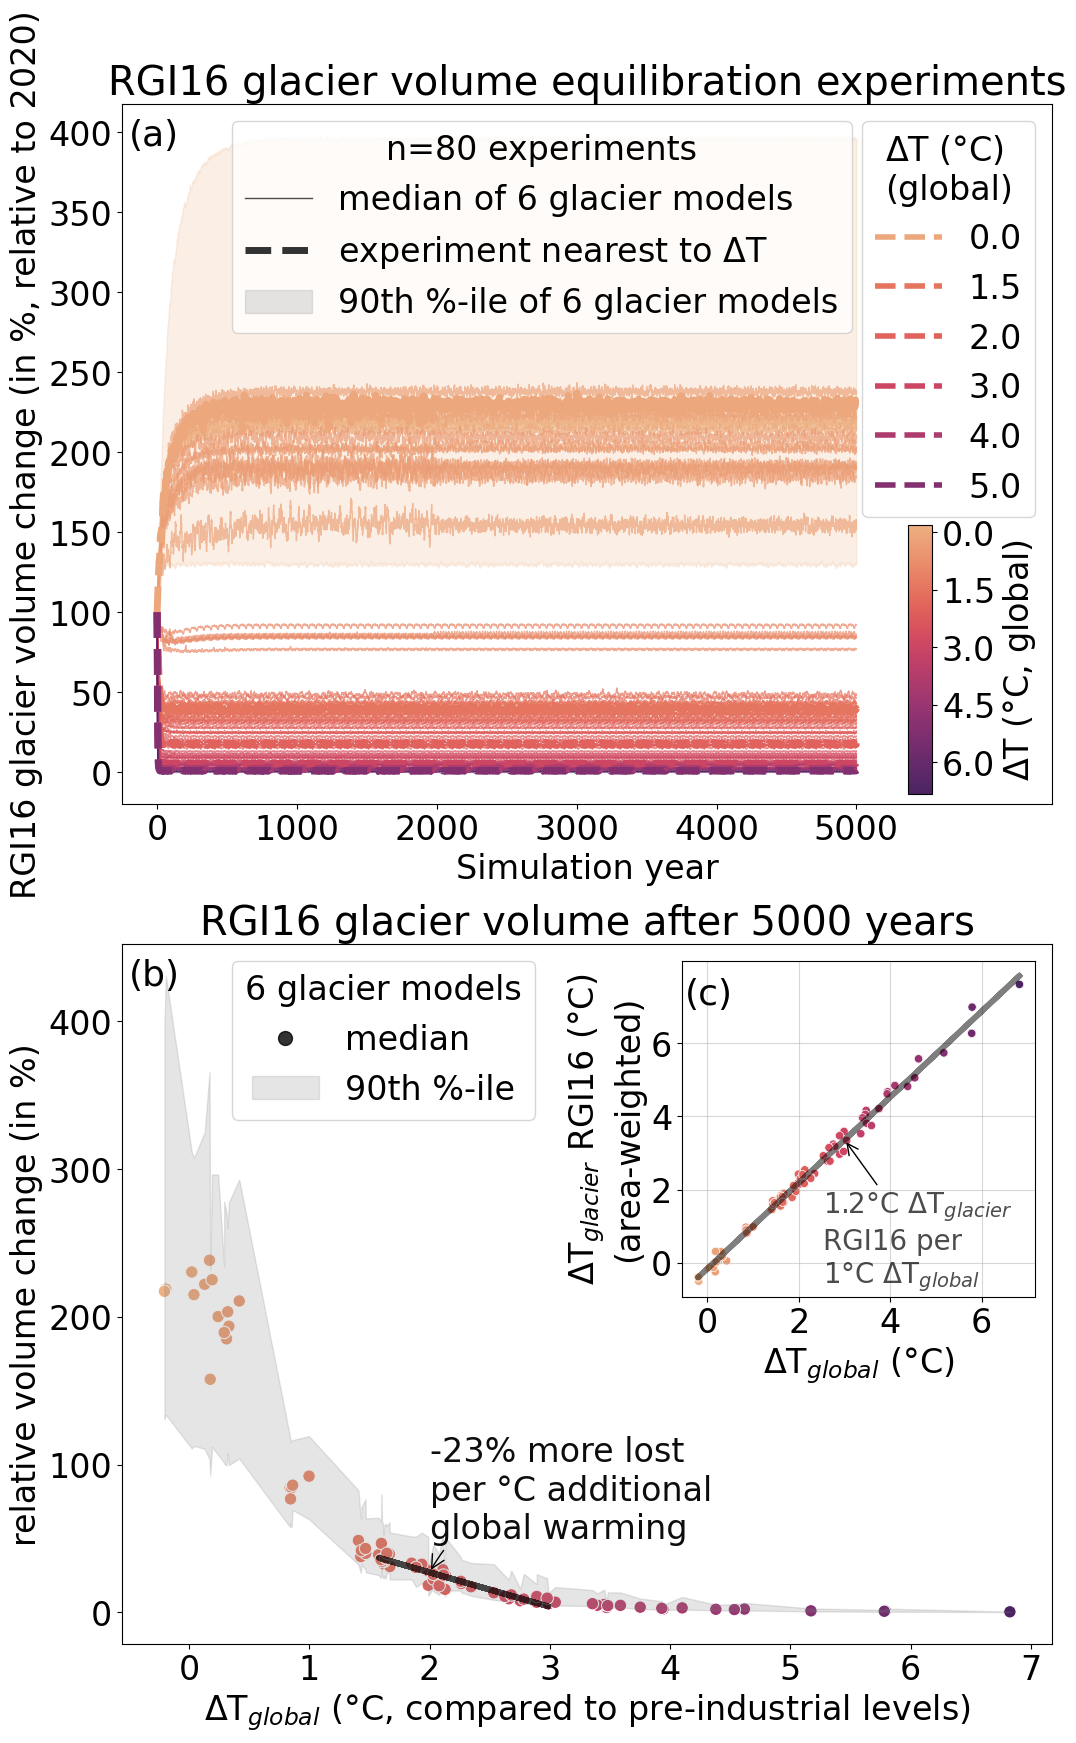 RGI16 glacier volume equilibration experiments
(a)
RGI16 glacier volume change (in %, relative to 2020)
400
350
300
250
200
150
100
50
0
n=80 experiments
median of 6 glacier models
experiment nearest to ΔT
90th %-ile of 6 glacier models
ΔT (°C)
(global)
0.0
1.5
2.0
3.0
4.0
5.0
0.0
1.5
3.0
4.5
6.0
ΔT (°C, global)
0 1000 2000 3000 4000 5000
Simulation year
RGI16 glacier volume after 5000 years
(b)
relative volume change (in %)
400
300
200
100
0
6 glacier models
median
90th %-ile
(c)
ΔTglacier RGI16 (°C)
(area-weighted)
6
4
2
0
1.2°C ΔTglacier
RGI16 per
1°C ΔTglobal
0 2 4 6
ΔTglobal (°C)
-23% more lost
per °C additional
global warming
0 1 2 3 4 5 6 7
ΔTglobal (°C, compared to pre-industrial levels)